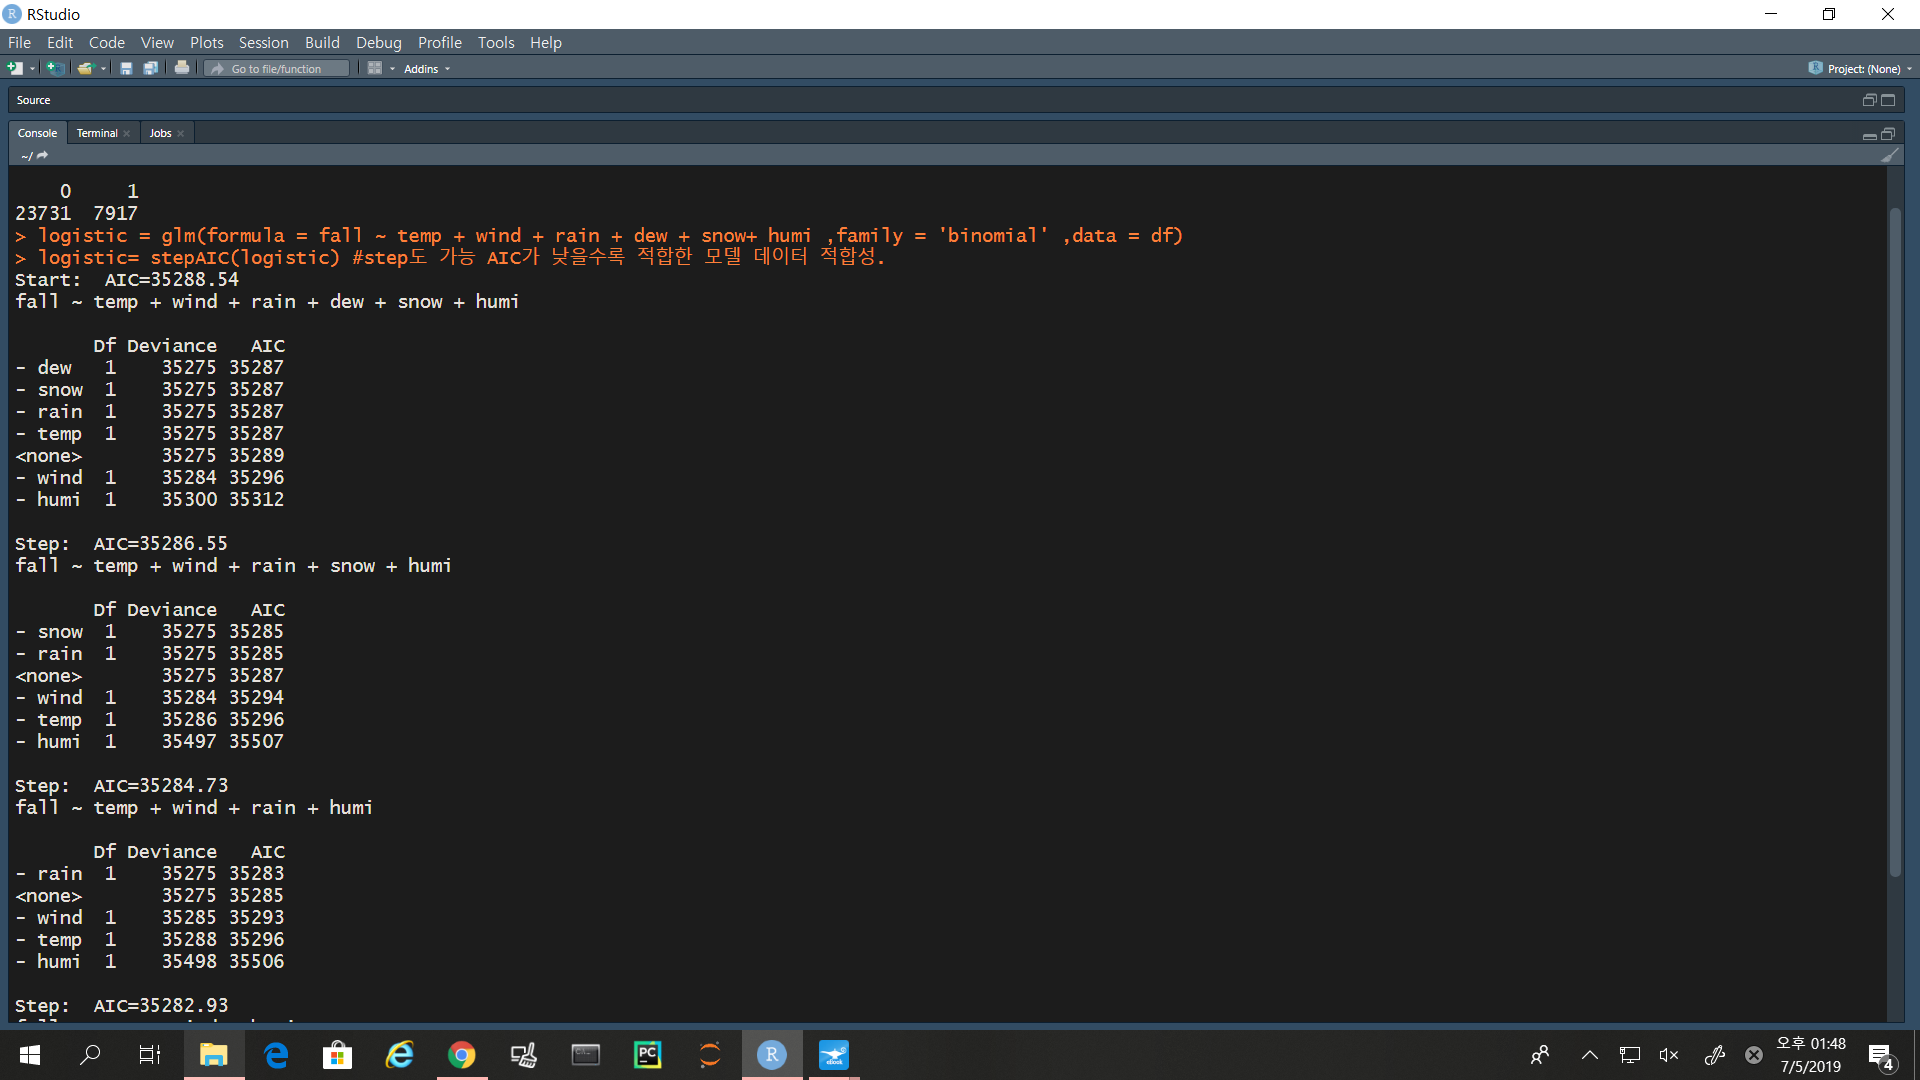 RStudio
File Edit Code View Plots Session Build Debug Profile Tools Help
Go to file/function Addins Project: (None)
Source
Console Terminal Jobs
~/
0 1
23731 7917
> logistic = glm(formula = fall ~ temp + wind + rain + dew + snow+ humi ,family = 'binomial' ,data = df)
> logistic= stepAIC(logistic) #step도 가능 AIC가 낮을수록 적합한 모델 데이터 적합성.
Start:  AIC=35288.54
fall ~ temp + wind + rain + dew + snow + humi
Df Deviance AIC
- dew 1 35275 35287
- snow 1 35275 35287
- rain 1 35275 35287
- temp 1 35275 35287
<none> 35275 35289
- wind 1 35284 35296
- humi 1 35300 35312
Step:  AIC=35286.55
fall ~ temp + wind + rain + snow + humi
Df Deviance AIC
- snow 1 35275 35285
- rain 1 35275 35285
<none> 35275 35287
- wind 1 35284 35294
- temp 1 35286 35296
- humi 1 35497 35507
Step:  AIC=35284.73
fall ~ temp + wind + rain + humi
Df Deviance AIC
- rain 1 35275 35283
<none> 35275 35285
- wind 1 35285 35293
- temp 1 35288 35296
- humi 1 35498 35506
Step:  AIC=35282.93
오후 01:48
7/5/2019
4